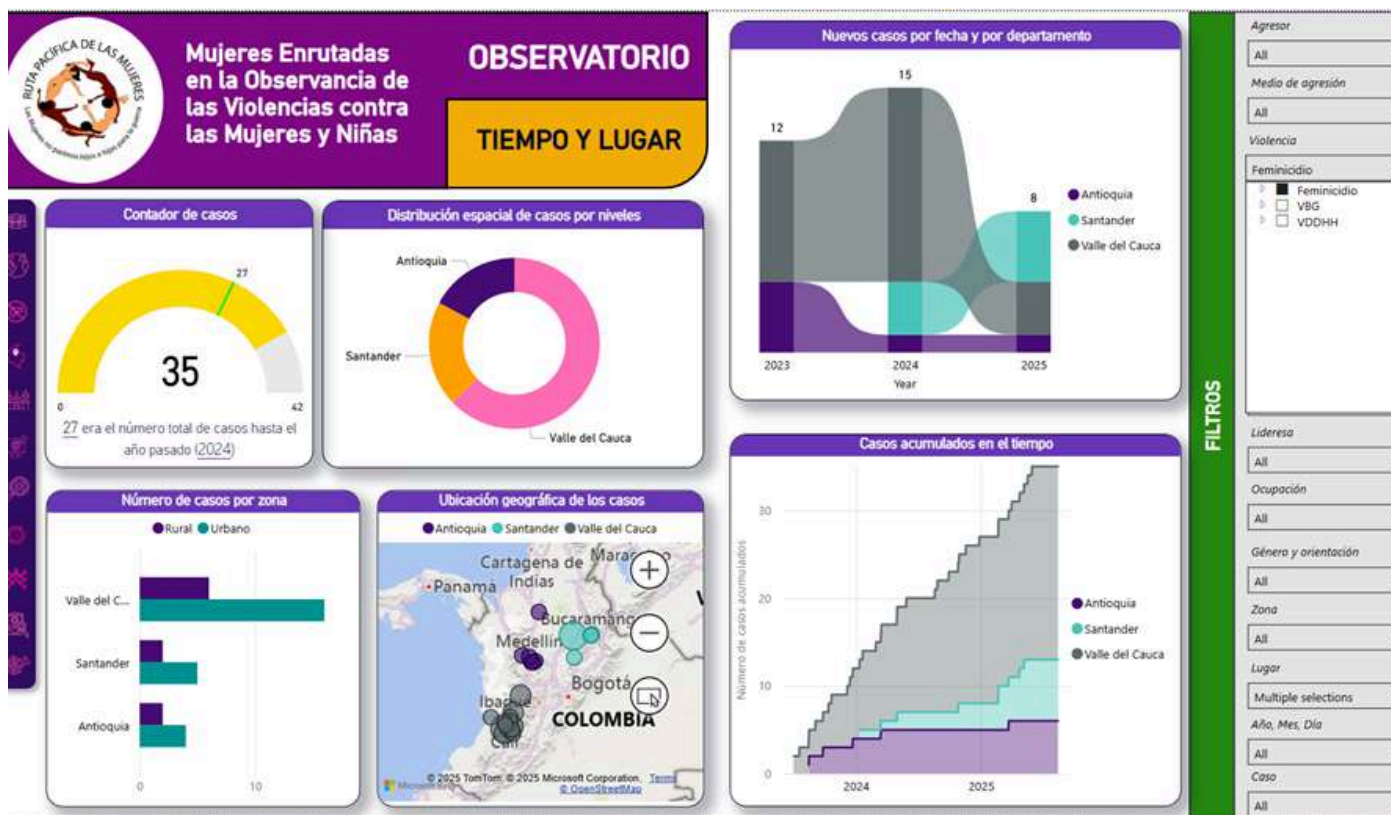 RUTA PACÍFICA DE LAS MUJERES
Mujeres Enrutadas
en la Observancia de
las Violencias contra
las Mujeres y Niñas
OBSERVATORIO
TIEMPO Y LUGAR
Contador de casos
27
35
0
42
27 era el número total de casos hasta el
año pasado (2024)
Distribución espacial de casos por niveles
Antioquia
Santander
Valle del Cauca
Número de casos por zona
Rural Urbano
Valle del C...
Santander
Antioquia
0 10
Ubicación geográfica de los casos
Antioquia Santander Valle del Cauca
Cartagena de
Indias
Panamá
Medellín
Bogotá
COLOMBIA
Cali
© 2025 TomTom, © 2025 Microsoft Corporation, Terms
© OpenStreetMap
Nuevos casos por fecha y por departamento
12
15
8
Antioquia
Santander
Valle del Cauca
2023 2024 2025
Year
Casos acumulados en el tiempo
Número de casos acumulados
30
20
10
0
2024 2025
Antioquia
Santander
Valle del Cauca
FILTROS
Agresor
All
Medio de agresión
All
Violencia
Feminicidio
Feminicidio
VBG
VDDHH
Lideresa
All
Ocupación
All
Género y orientación
All
Zona
All
Lugar
Multiple selections
Año, Mes, Día
All
Caso
All